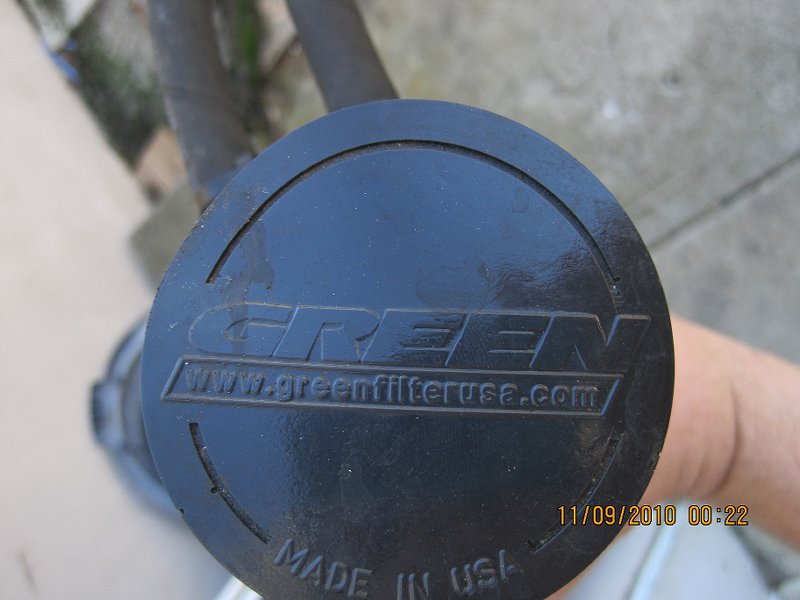 GREEN
www.greenfilterusa.com
MADE IN USA
11/09/2010 00:22